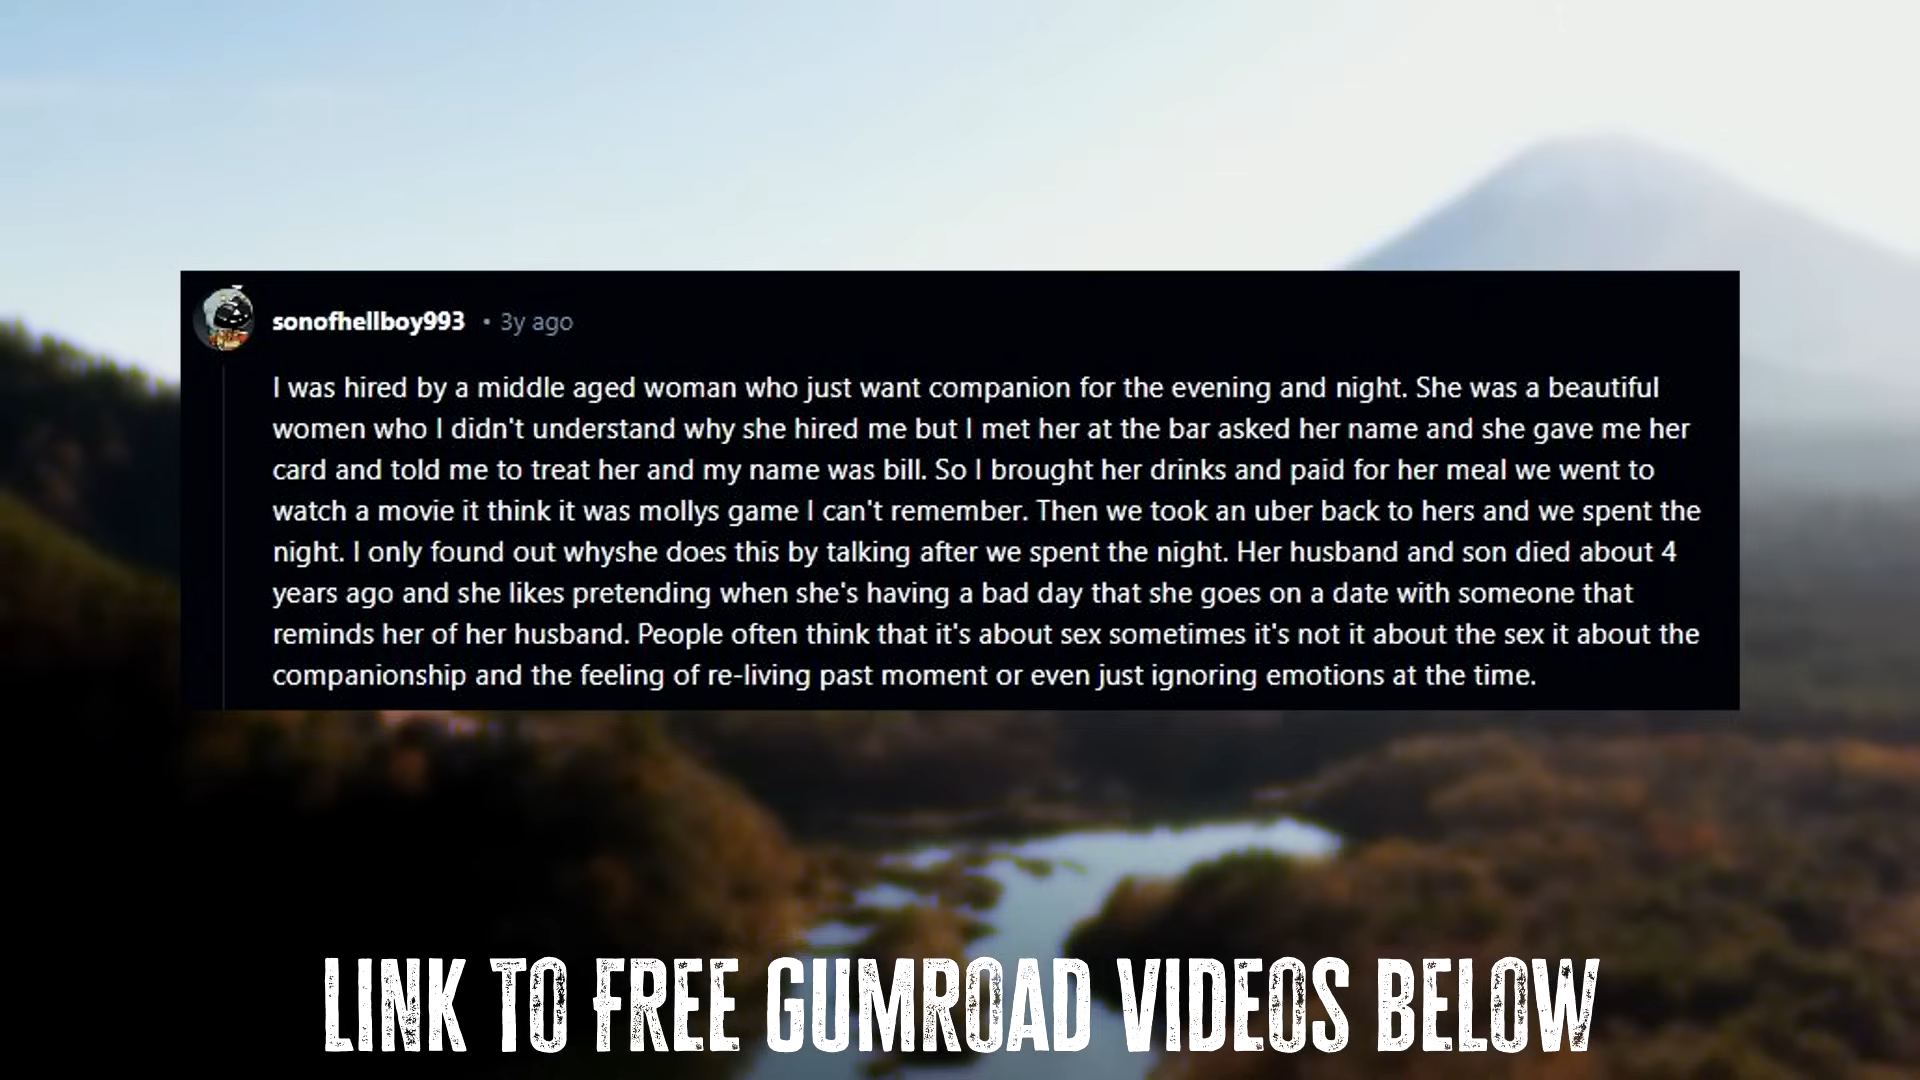 sonofhellboy993 • 3y ago
I was hired by a middle aged woman who just want companion for the evening and night. She was a beautiful
women who I didn't understand why she hired me but I met her at the bar asked her name and she gave me her
card and told me to treat her and my name was bill. So I brought her drinks and paid for her meal we went to
watch a movie it think it was mollys game I can't remember. Then we took an uber back to hers and we spent the
night. I only found out whyshe does this by talking after we spent the night. Her husband and son died about 4
years ago and she likes pretending when she's having a bad day that she goes on a date with someone that
reminds her of her husband. People often think that it's about sex sometimes it's not it about the sex it about the
companionship and the feeling of re-living past moment or even just ignoring emotions at the time.
LINK TO FREE GUMROAD VIDEOS BELOW